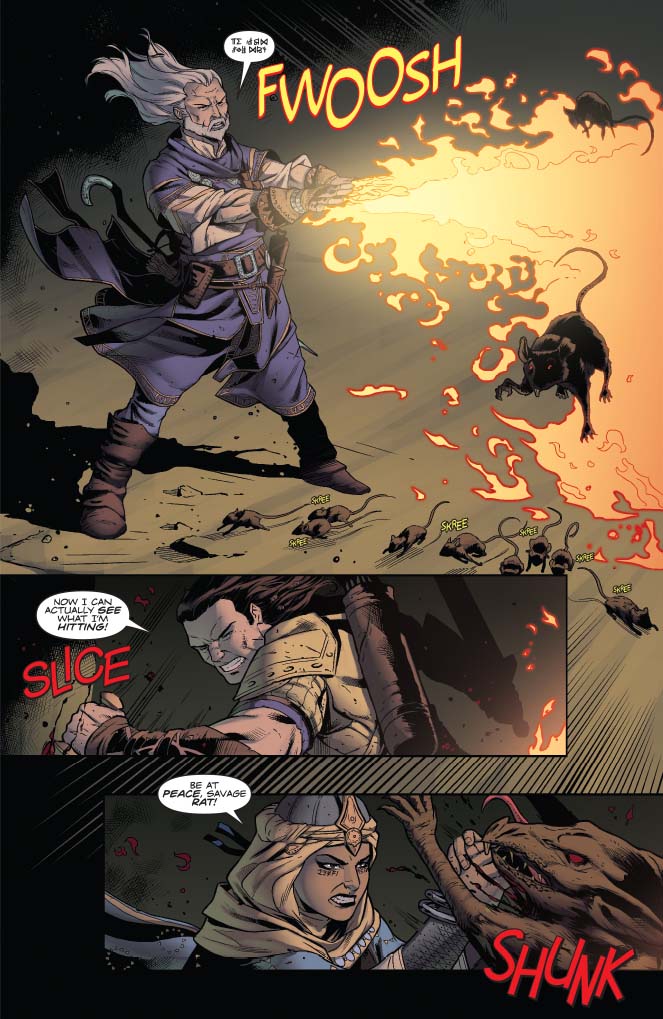 FWOOSH
SKREE
SKREE
SKREE
SKREE
SKREE
SKREE
SKREE
NOW I CAN
ACTUALLY SEE
WHAT I'M
HITTING!
SLICE
BE AT
PEACE, SAVAGE
RAT!
SHUNK